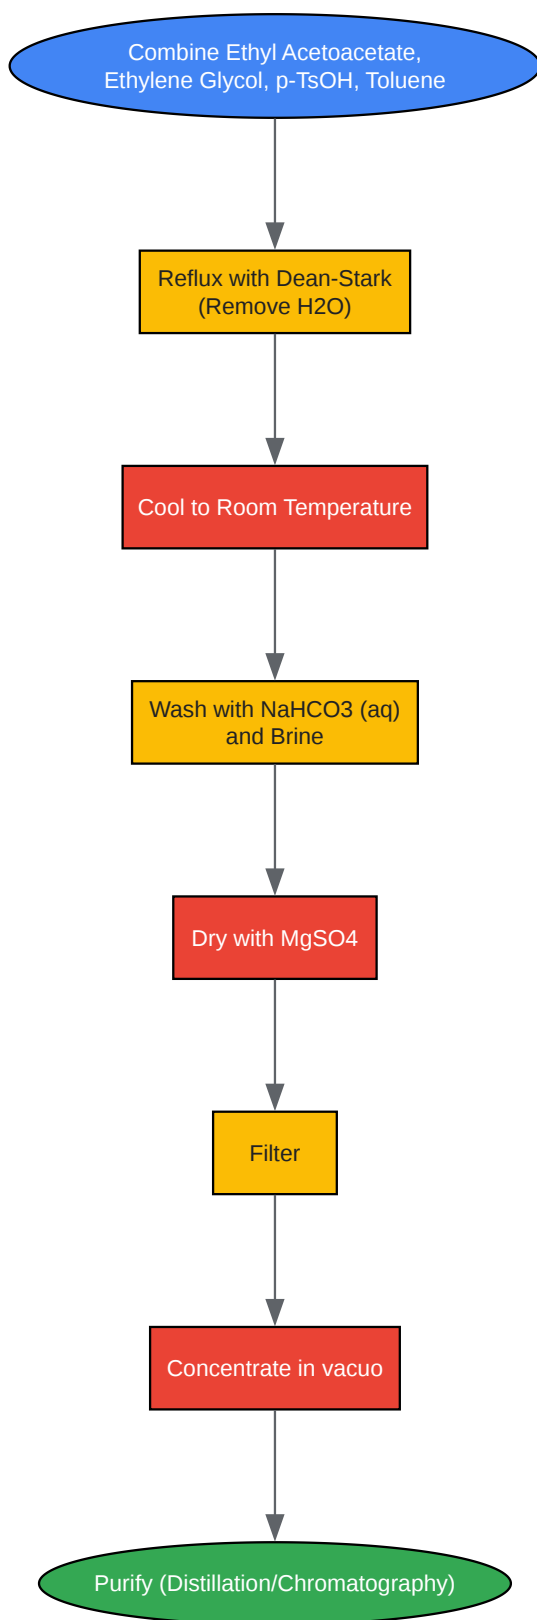 Combine Ethyl Acetoacetate,
Ethylene Glycol, p-TsOH, Toluene
Reflux with Dean-Stark
(Remove H2O)
Cool to Room Temperature
Wash with NaHCO3 (aq)
and Brine
Dry with MgSO4
Filter
Concentrate in vacuo
Purify (Distillation/Chromatography)